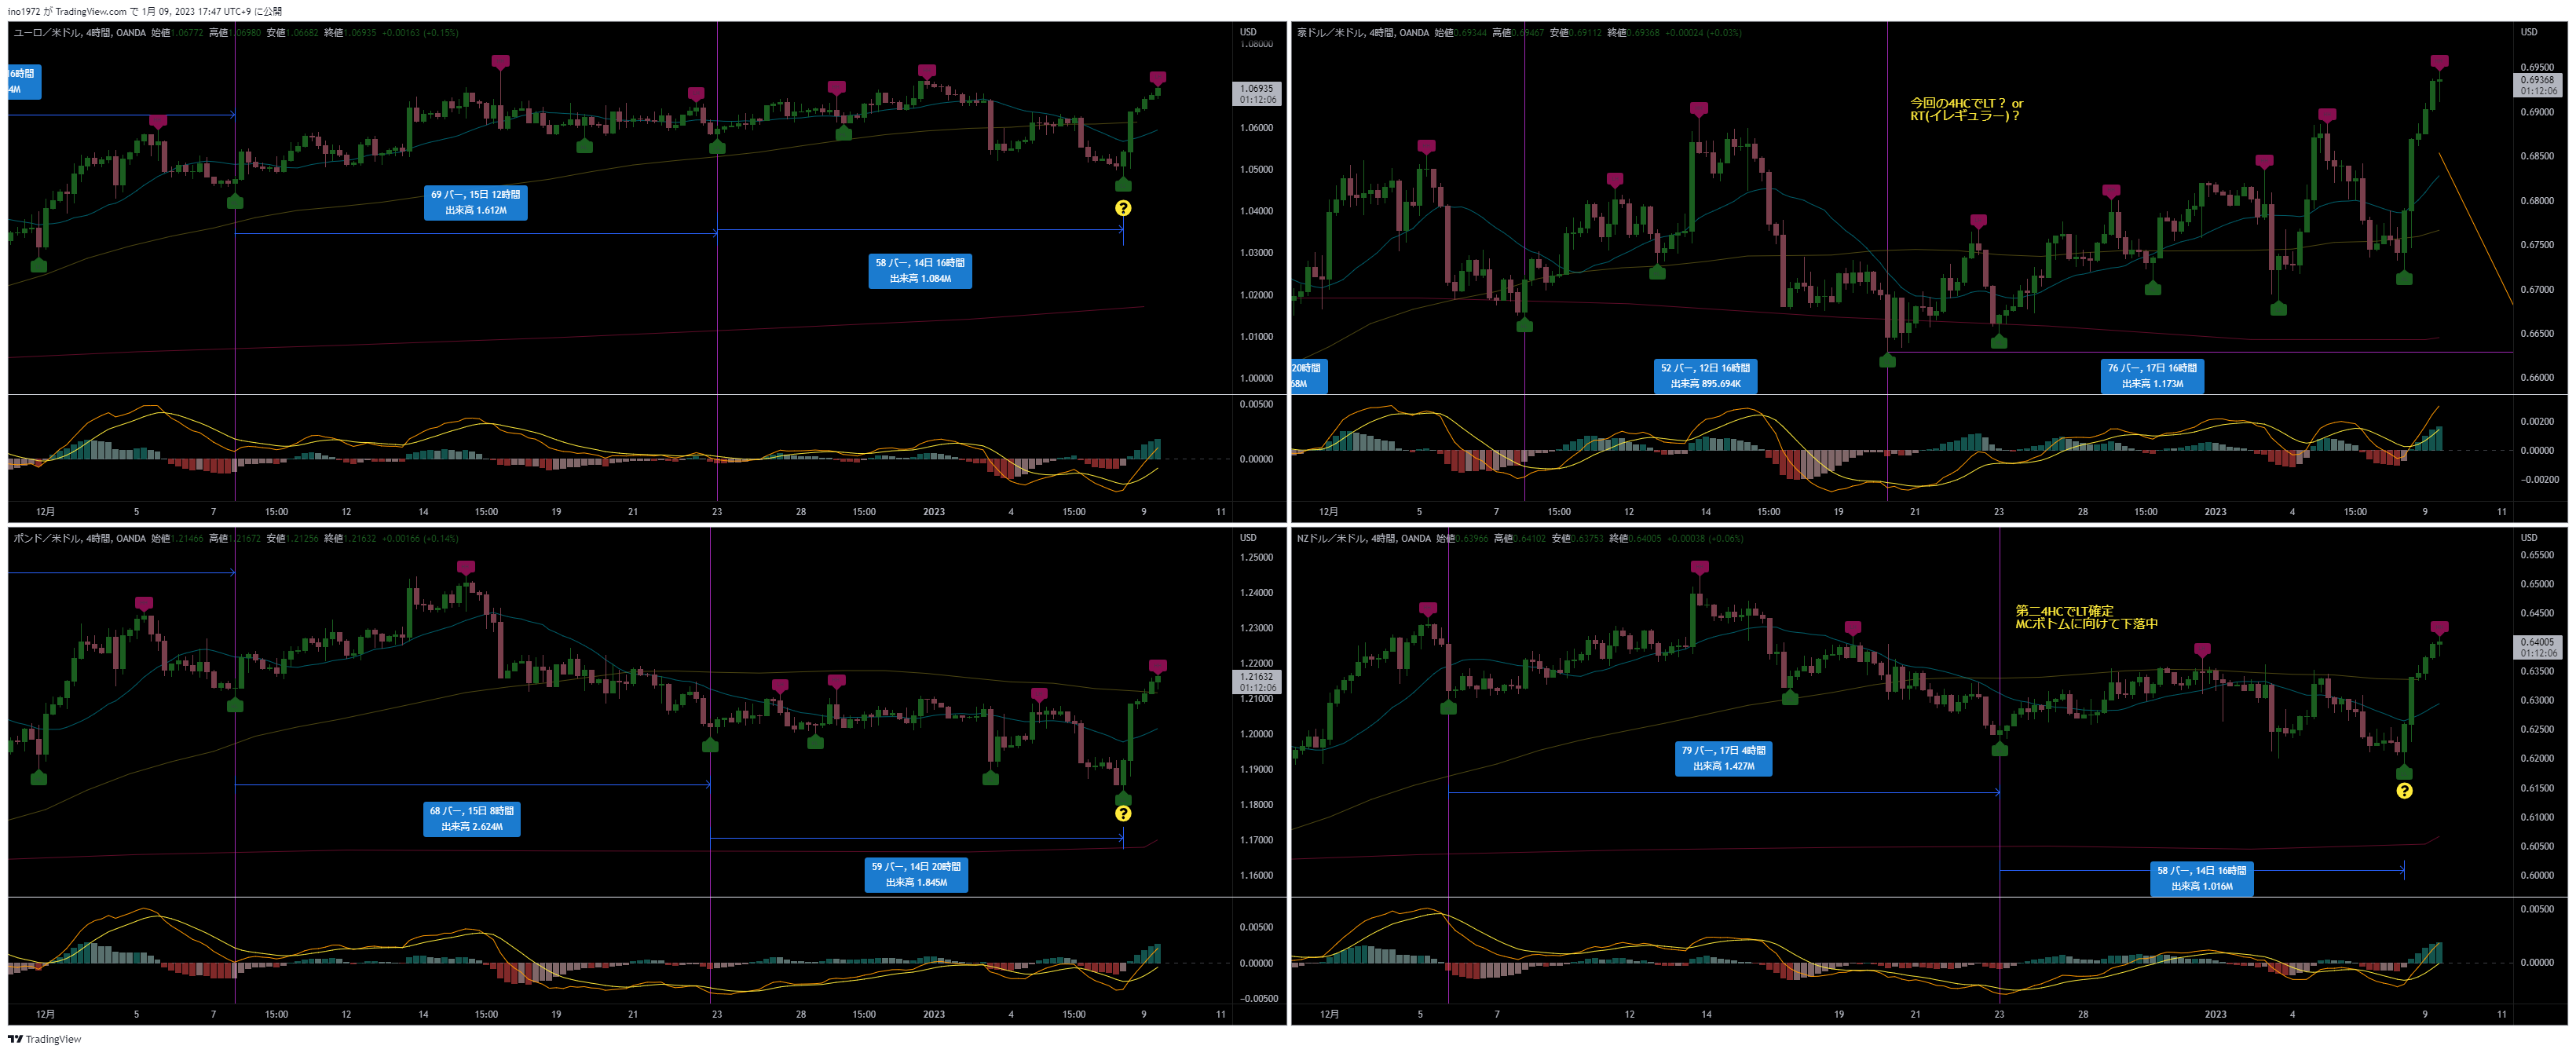 ino1972 が TradingView.com で 1月 09, 2023 17:47 UTC+9 に公開
ユーロ／米ドル, 4時間, OANDA 始値1.06772 高値1.06980 安値1.06682 終値1.06935 +0.00163 (+0.15%)
USD
1.08000
1.06935
01:12:06
1.06000
1.05000
1.04000
1.03000
1.02000
1.01000
1.00000
0.00500
0.00000
16時間
4M
69 バー, 15日 12時間
出来高 1.612M
58 バー, 14日 16時間
出来高 1.084M
?
12月 5 7 15:00 12 14 15:00 19 21 23 28 15:00 2023 4 15:00 9 11
豪ドル／米ドル, 4時間, OANDA 始値0.69344 高値0.69467 安値0.69112 終値0.69368 +0.00024 (+0.03%)
USD
0.69500
0.69368
01:12:06
0.69000
0.68500
0.68000
0.67500
0.67000
0.66500
0.66000
0.00200
0.00000
−0.00200
今回の4HCでLT？ or
RT(イレギュラー)？
20時間
68M
52 バー, 12日 16時間
出来高 895.694K
76 バー, 17日 16時間
出来高 1.173M
12月 5 7 15:00 12 14 15:00 19 21 23 28 15:00 2023 4 15:00 9 11
ポンド／米ドル, 4時間, OANDA 始値1.21466 高値1.21672 安値1.21256 終値1.21632 +0.00166 (+0.14%)
USD
1.25000
1.24000
1.23000
1.22000
1.21632
01:12:06
1.21000
1.20000
1.19000
1.18000
1.17000
1.16000
0.00500
0.00000
−0.00500
68 バー, 15日 8時間
出来高 2.624M
?
59 バー, 14日 20時間
出来高 1.845M
12月 5 7 15:00 12 14 15:00 19 21 23 28 15:00 2023 4 15:00 9 11
NZドル／米ドル, 4時間, OANDA 始値0.63966 高値0.64102 安値0.63753 終値0.64005 +0.00038 (+0.06%)
USD
0.65500
0.65000
0.64500
0.64005
01:12:06
0.63500
0.63000
0.62500
0.62000
0.61500
0.61000
0.60500
0.60000
0.00500
0.00000
第二4HCでLT確定
MCボトムに向けて下落中
79 バー, 17日 4時間
出来高 1.427M
?
58 バー, 14日 16時間
出来高 1.016M
12月 5 7 12 14 19 21 23 28 2023 4 9 11
TradingView